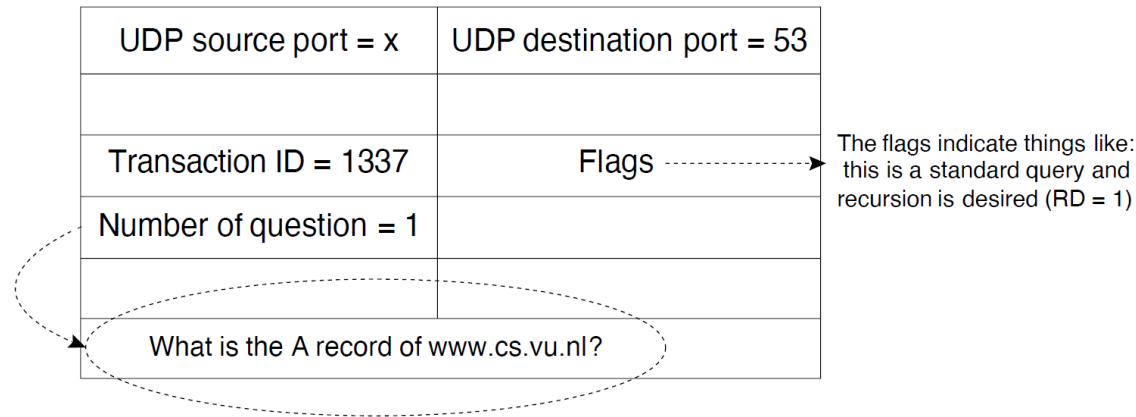 UDP source port = x
UDP destination port = 53
Transaction ID = 1337
Flags
The flags indicate things like:
this is a standard query and
recursion is desired (RD = 1)
Number of question = 1
What is the A record of www.cs.vu.nl?